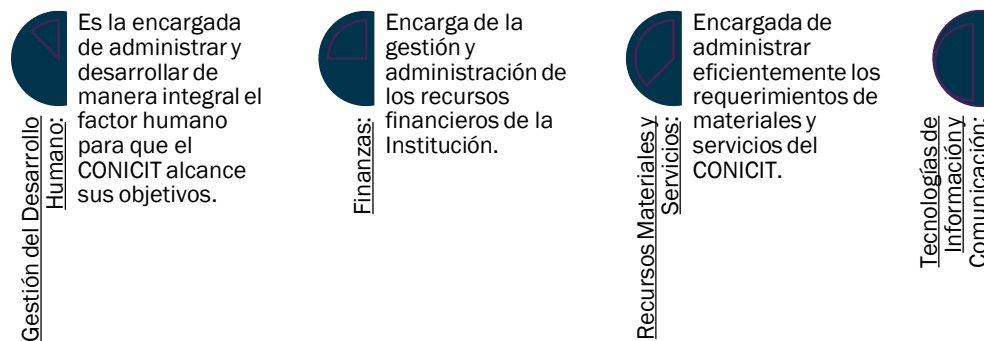 Gestión del Desarrollo
Humano:
Es la encargada
de administrar y
desarrollar de
manera integral el
factor humano
para que el
CONICIT alcance
sus objetivos.
Finanzas:
Encarga de la
gestión y
administración de
los recursos
financieros de la
Institución.
Recursos Materiales y
Servicios:
Encargada de
administrar
eficientemente los
requerimientos de
materiales y
servicios del
CONICIT.
Tecnologías de
Información y
Comunicación: